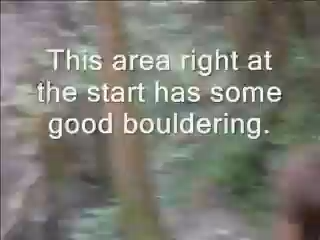 This area right at
the start has some
good bouldering.